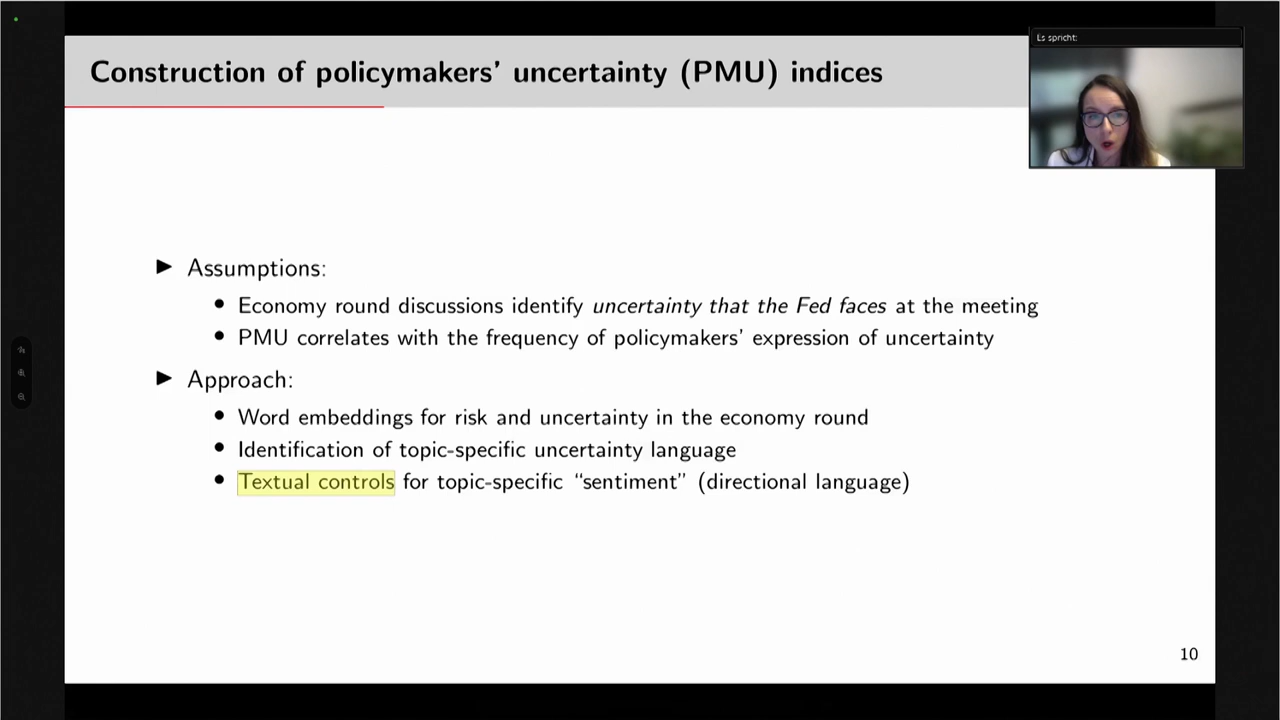 Construction of policymakers' uncertainty (PMU) indices
Es spricht:
► Assumptions:
• Economy round discussions identify uncertainty that the Fed faces at the meeting
• PMU correlates with the frequency of policymakers' expression of uncertainty
► Approach:
• Word embeddings for risk and uncertainty in the economy round
• Identification of topic-specific uncertainty language
• Textual controls for topic-specific “sentiment” (directional language)
10